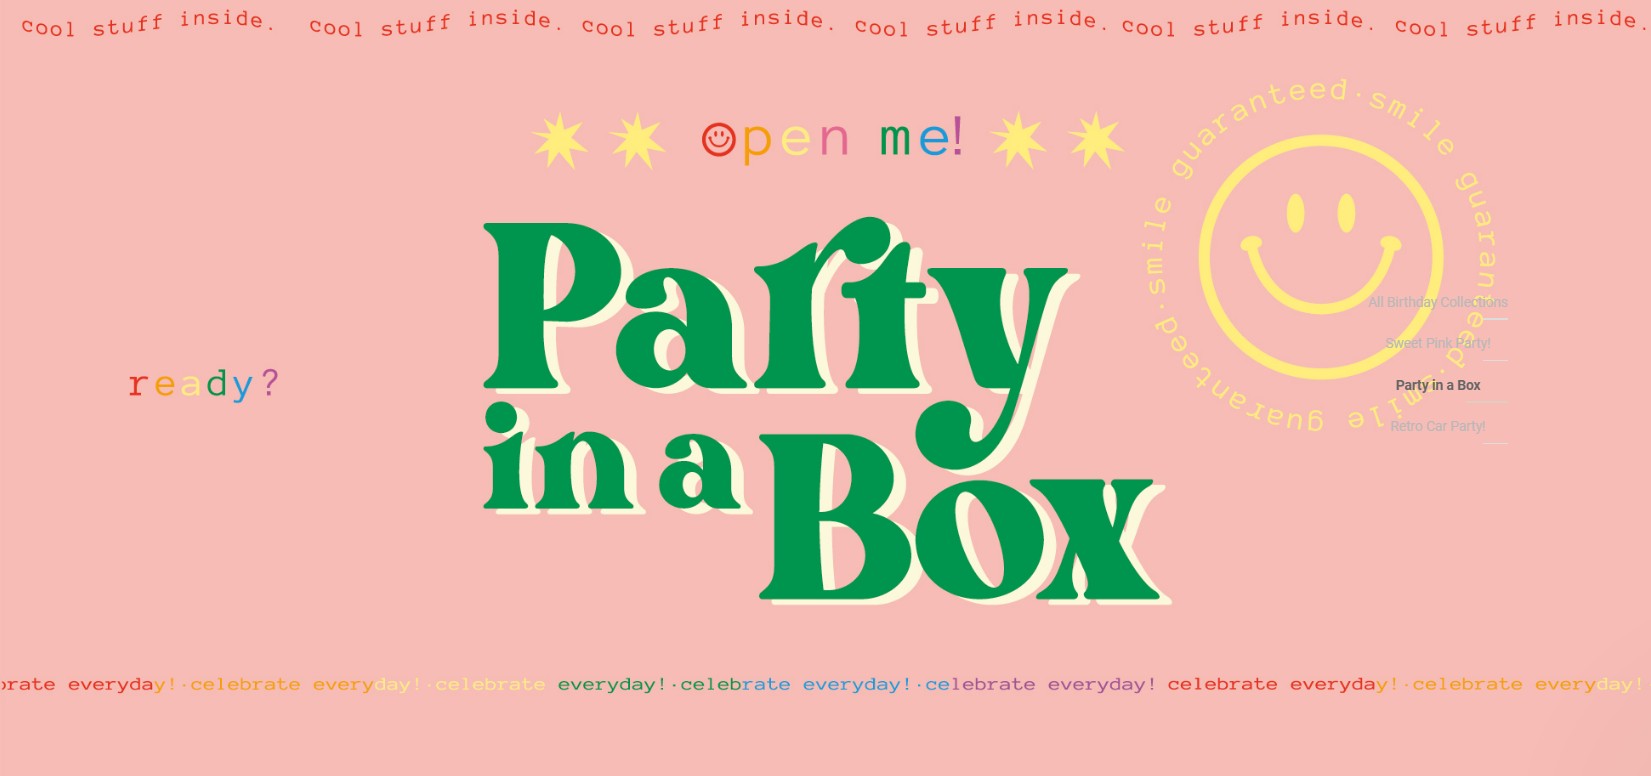 cool stuff inside. cool stuff inside. cool stuff inside. cool stuff inside. cool stuff inside. cool stuff inside.
open me!
smile guaranteed·smile guaranteed·smile guaranteed·
Party
in a Box
ready?
All Birthday Collections
Sweet Pink Party!
Party in a Box
Retro Car Party!
rate everyday!·celebrate everyday!·celebrate everyday!·celebrate everyday!·celebrate everyday! celebrate everyday!·celebrate everyday!